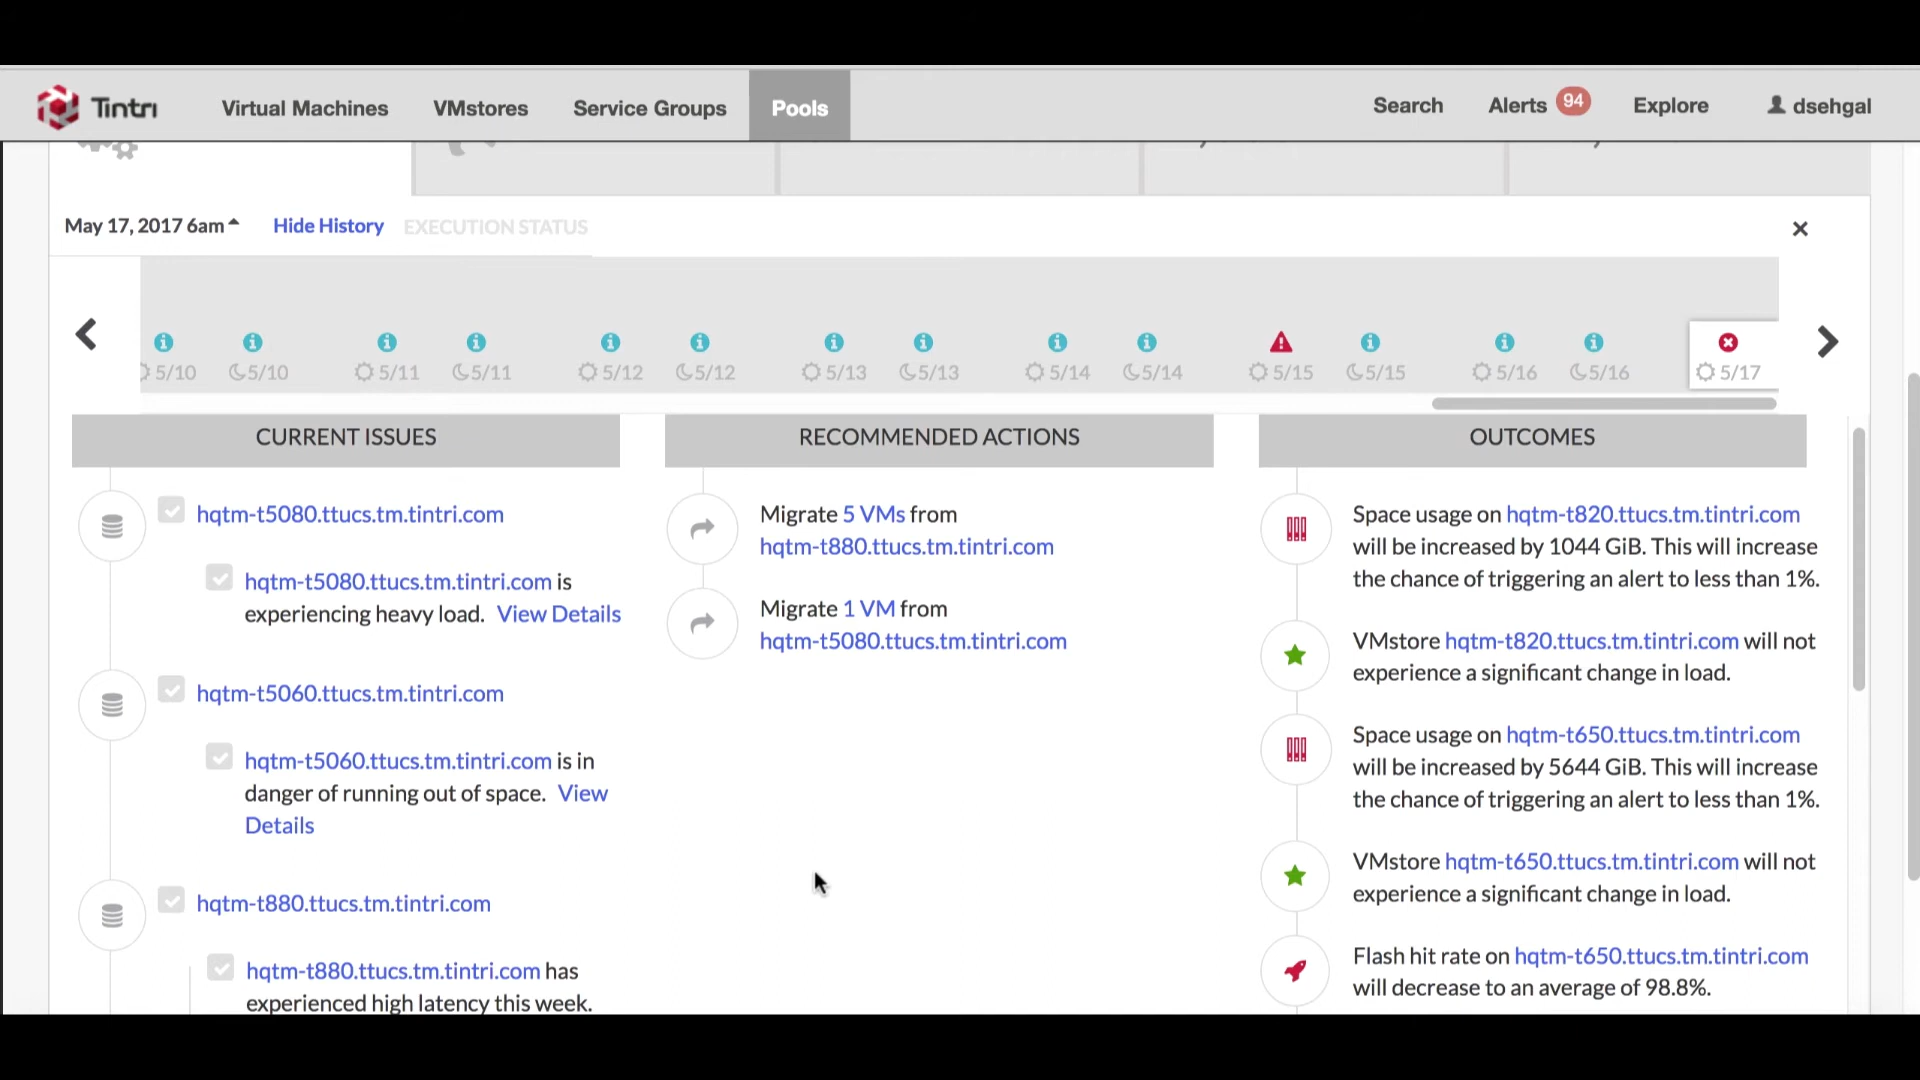 Tintri
Virtual Machines
VMstores
Service Groups
Pools
Search
Alerts 94
Explore
dsehgal
May 17, 2017 6am
Hide History
EXECUTION STATUS
5/10
5/10
5/11
5/11
5/12
5/12
5/13
5/13
5/14
5/14
5/15
5/15
5/16
5/16
5/17
CURRENT ISSUES
hqtm-t5080.ttucs.tm.tintri.com
hqtm-t5080.ttucs.tm.tintri.com is
experiencing heavy load. View Details
hqtm-t5060.ttucs.tm.tintri.com
hqtm-t5060.ttucs.tm.tintri.com is in
danger of running out of space. View
Details
hqtm-t880.ttucs.tm.tintri.com
hqtm-t880.ttucs.tm.tintri.com has
experienced high latency this week.
RECOMMENDED ACTIONS
Migrate 5 VMs from
hqtm-t880.ttucs.tm.tintri.com
Migrate 1 VM from
hqtm-t5080.ttucs.tm.tintri.com
OUTCOMES
Space usage on hqtm-t820.ttucs.tm.tintri.com
will be increased by 1044 GiB. This will increase
the chance of triggering an alert to less than 1%.
VMstore hqtm-t820.ttucs.tm.tintri.com will not
experience a significant change in load.
Space usage on hqtm-t650.ttucs.tm.tintri.com
will be increased by 5644 GiB. This will increase
the chance of triggering an alert to less than 1%.
VMstore hqtm-t650.ttucs.tm.tintri.com will not
experience a significant change in load.
Flash hit rate on hqtm-t650.ttucs.tm.tintri.com
will decrease to an average of 98.8%.